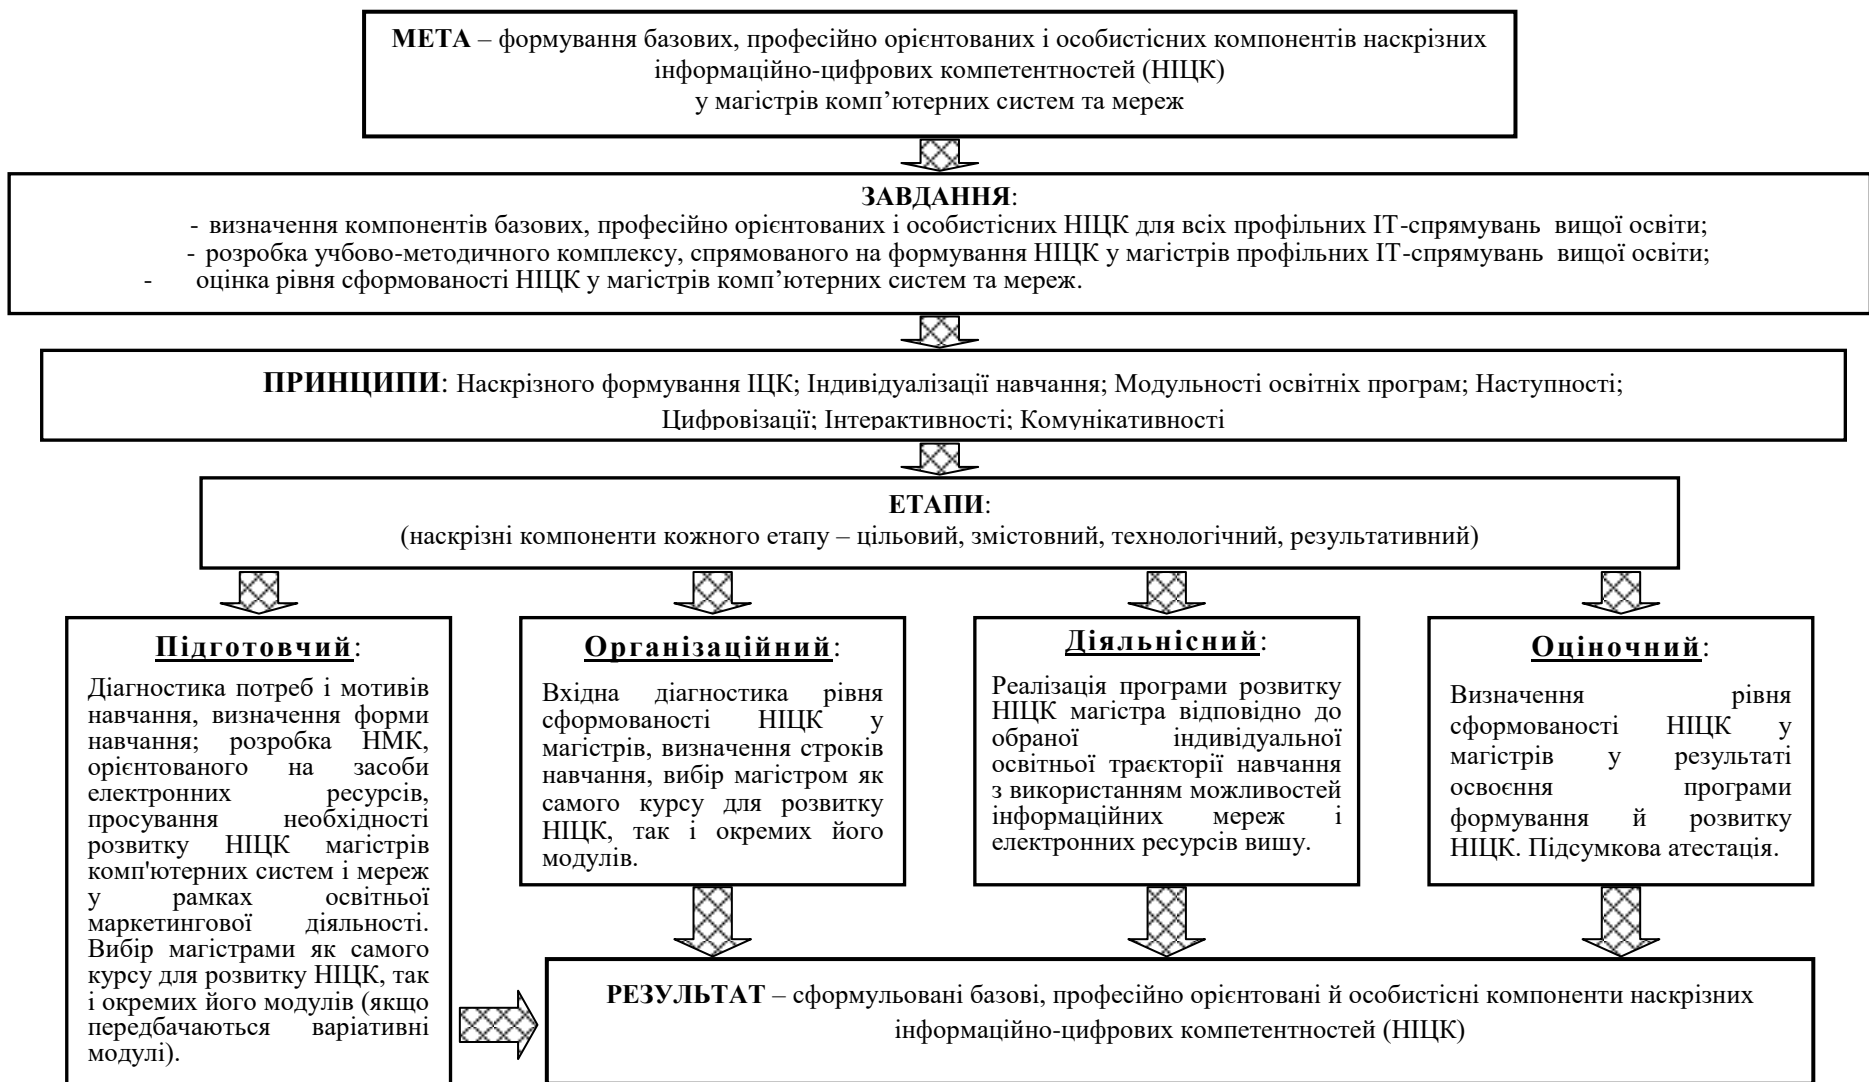 МЕТА – формування базових, професійно орієнтованих і особистісних компонентів наскрізних
інформаційно-цифрових компетентностей (НІЦК)
у магістрів комп’ютерних систем та мереж
ЗАВДАННЯ:
- визначення компонентів базових, професійно орієнтованих і особистісних НІЦК для всіх профільних ІТ-спрямувань вищої освіти;
- розробка учбово-методичного комплексу, спрямованого на формування НІЦК у магістрів профільних ІТ-спрямувань вищої освіти;
- оцінка рівня сформованості НІЦК у магістрів комп’ютерних систем та мереж.
ПРИНЦИПИ: Наскрізного формування ІЦК; Індивідуалізації навчання; Модульності освітніх програм; Наступності;
Цифровізації; Інтерактивності; Комунікативності
ЕТАПИ:
(наскрізні компоненти кожного етапу – цільовий, змістовний, технологічний, результативний)
Підготовчий:
Діагностика потреб і мотивів
навчання, визначення форми
навчання; розробка НМК,
орієнтованого на засоби
електронних ресурсів,
просування необхідності
розвитку НІЦК магістрів
комп'ютерних систем і мереж
у рамках освітньої
маркетингової діяльності.
Вибір магістрами як самого
курсу для розвитку НІЦК, так
і окремих його модулів (якщо
передбачаються варіативні
модулі).
Організаційний:
Вхідна діагностика рівня
сформованості НІЦК у
магістрів, визначення строків
навчання, вибір магістром як
самого курсу для розвитку
НІЦК, так і окремих його
модулів.
Діяльнісний:
Реалізація програми розвитку
НІЦК магістра відповідно до
обраної індивідуальної
освітньої траєкторії навчання
з використанням можливостей
інформаційних мереж і
електронних ресурсів вишу.
Оціночний:
Визначення рівня
сформованості НІЦК у
магістрів у результаті
освоєння програми
формування й розвитку
НІЦК. Підсумкова атестація.
РЕЗУЛЬТАТ – сформульовані базові, професійно орієнтовані й особистісні компоненти наскрізних
інформаційно-цифрових компетентностей (НІЦК)